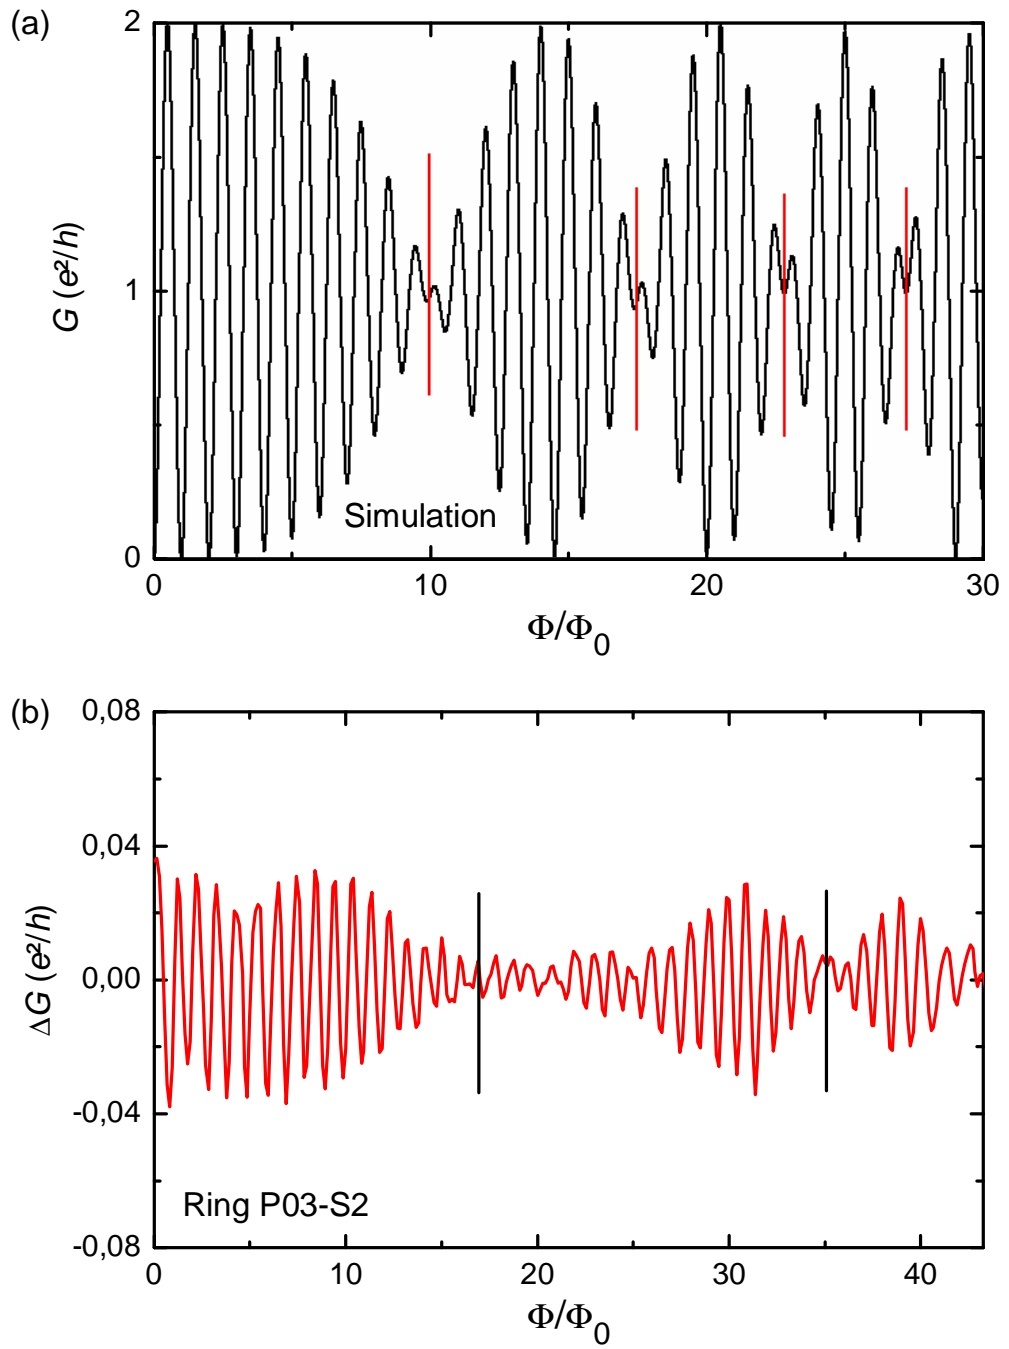 (a)
2
1
0
G (e²/h)
Simulation
0 10 20 30
Φ/Φ₀
(b)
0,08
0,04
0,00
-0,04
-0,08
ΔG (e²/h)
Ring P03-S2
0 10 20 30 40
Φ/Φ₀